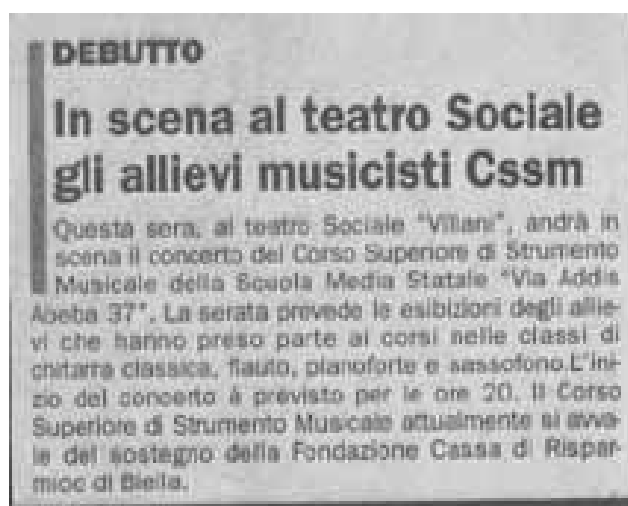 DEBUTTO
In scena al teatro Sociale
gli allievi musicisti Cssm
Questa sera, al teatro Sociale "Villani", andrà in
scena il concerto del Corso Superiore di Strumento
Musicale della Scuola Media Statale "Via Addis
Abeba 37". La serata prevede le esibizioni degli allie-
vi che hanno preso parte ai corsi nelle classi di
chitarra classica, flauto, pianoforte e sassofono.L'ini-
zio del concerto è previsto per le ore 20. Il Corso
Superiore di Strumento Musicale attualmente si avva-
le del sostegno della Fondazione Cassa di Rispar-
mioc di Biella.